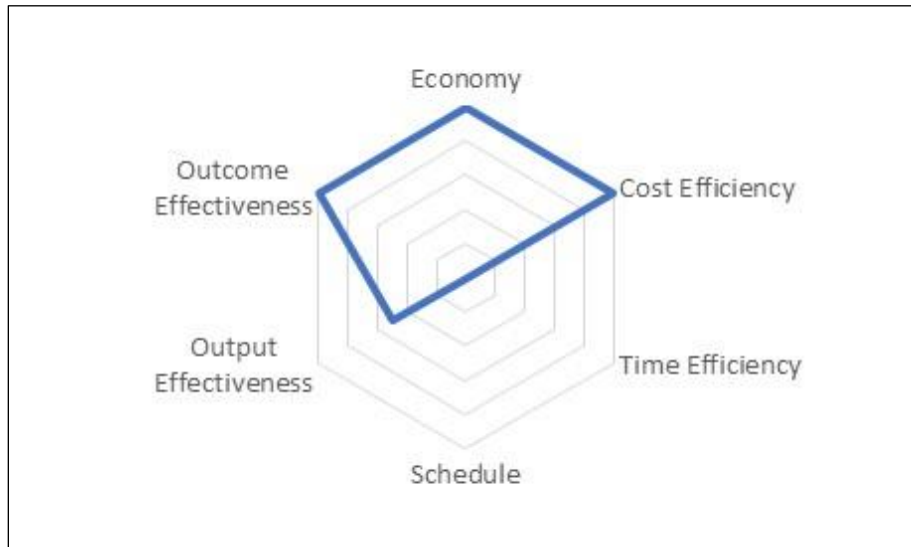 Economy
Outcome
Effectiveness
Cost Efficiency
Output
Effectiveness
Time Efficiency
Schedule